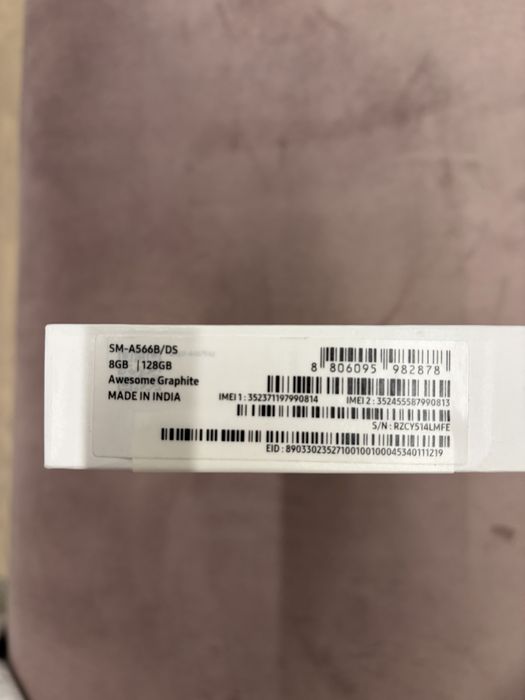 SM-A566B/DS
8GB | 128GB
Awesome Graphite
MADE IN INDIA
8 806095 982878
IMEI 1 : 352371197990814 IMEI 2 : 352455587990813
S/N : RZCY514LMFE
EID : 89033023527100100100045340111219